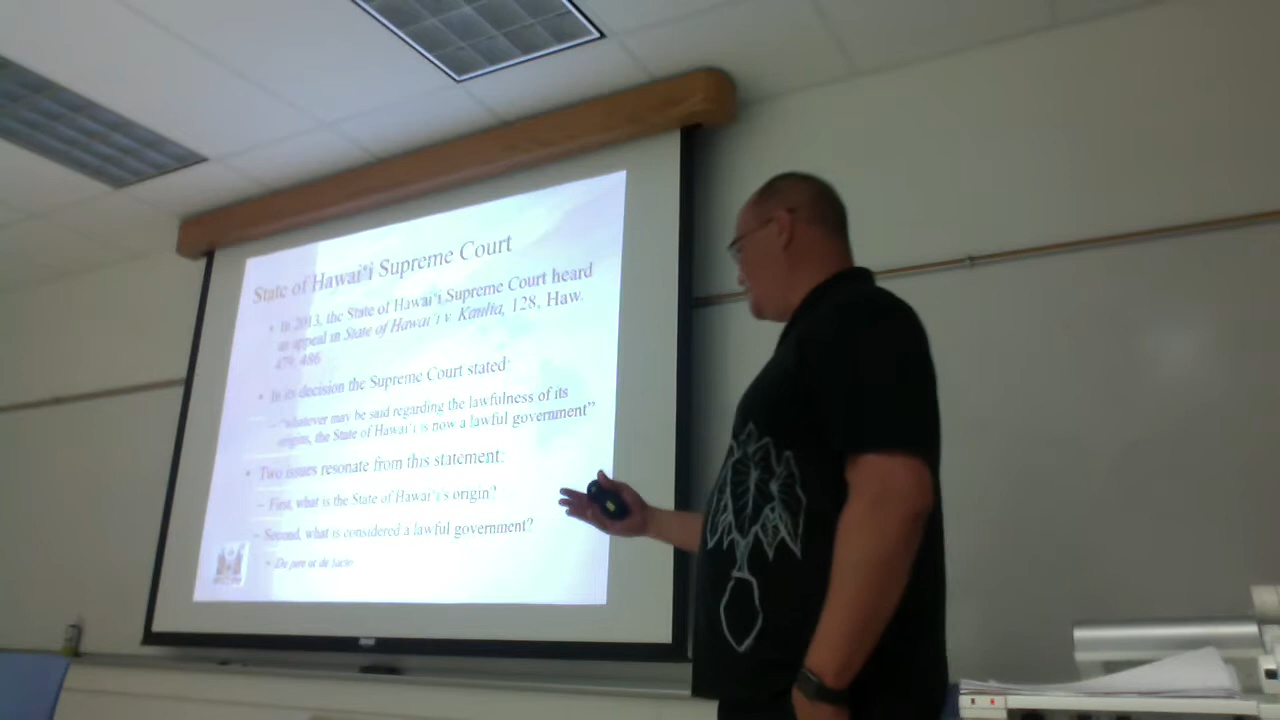 State of Hawai‘i Supreme Court
• In 2013, the State of Hawai‘i Supreme Court heard
an appeal in State of Hawai‘i v. Kaulia, 128, Haw.
479, 486
• In its decision the Supreme Court stated:
– “whatever may be said regarding the lawfulness of its
origins, the State of Hawai‘i is now a lawful government”
• Two issues resonate from this statement:
– First, what is the State of Hawai‘i’s origin?
– Second, what is considered a lawful government?
• De jure or de facto